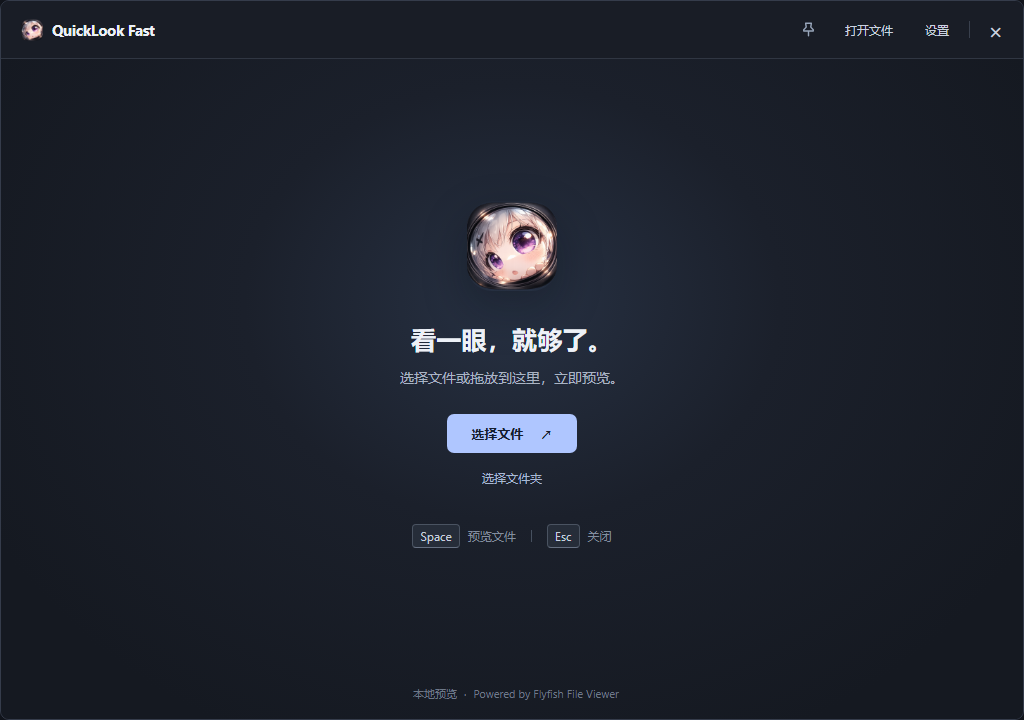 QuickLook Fast
打开文件
设置
看一眼，就够了。
选择文件或拖放到这里，立即预览。
选择文件 ↗
选择文件夹
Space 预览文件 | Esc 关闭
本地预览 · Powered by Flyfish File Viewer